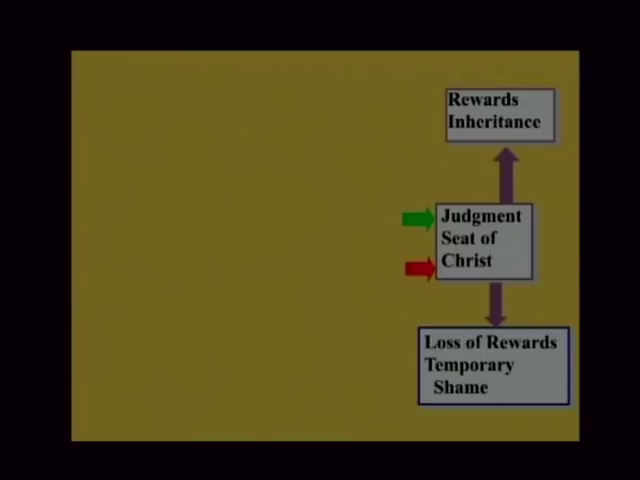 Rewards
Inheritance
Judgment
Seat of
Christ
Loss of Rewards
Temporary
Shame